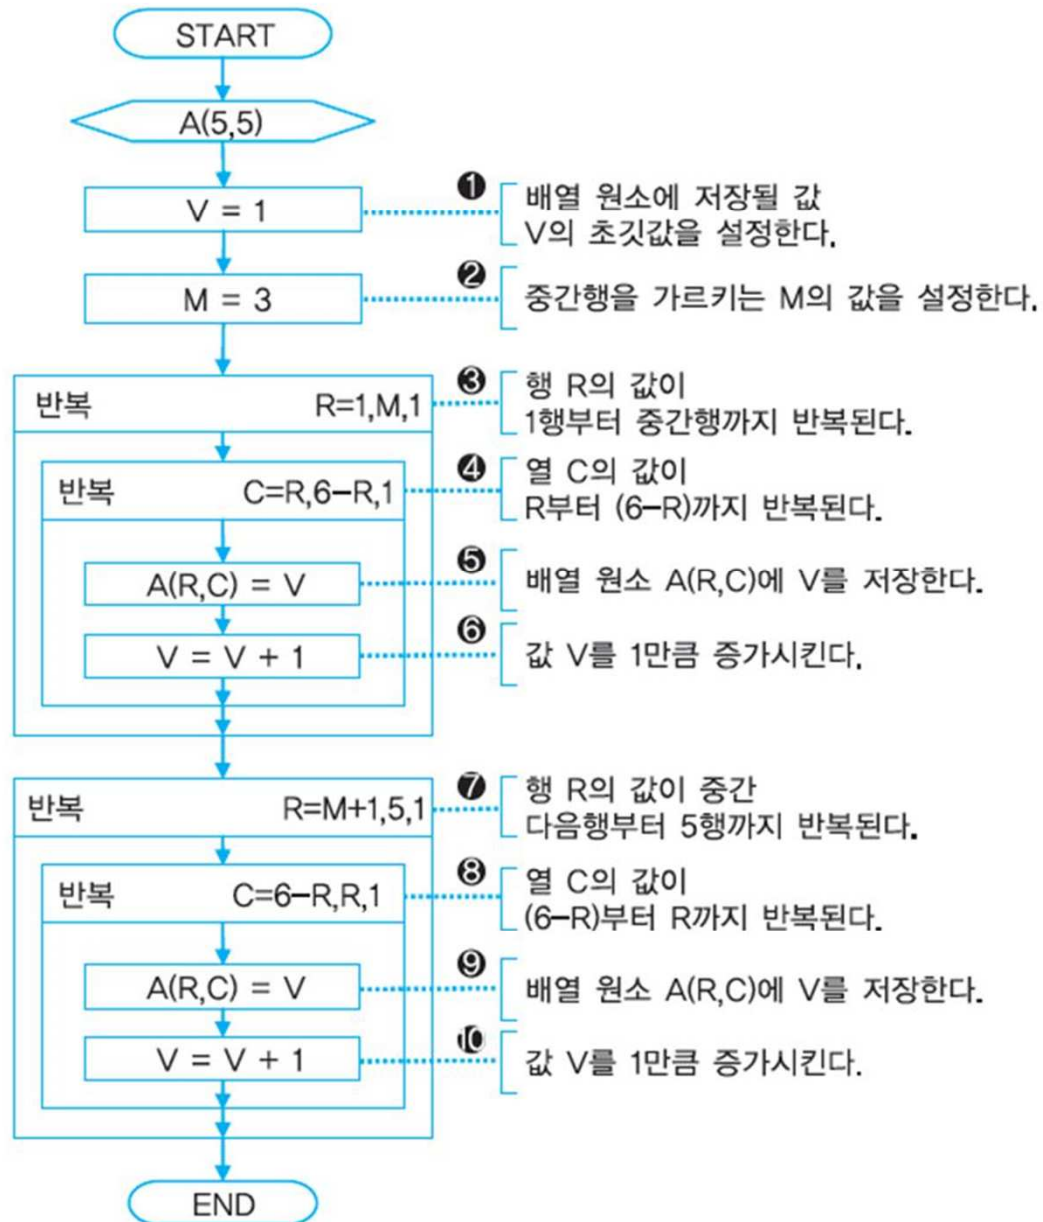 START
A(5,5)
V = 1
❶ 배열 원소에 저장될 값
V의 초깃값을 설정한다.
M = 3
❷ 중간행을 가르키는 M의 값을 설정한다.
반복 R=1,M,1
❸ 행 R의 값이
1행부터 중간행까지 반복된다.
반복 C=R,6-R,1
❹ 열 C의 값이
R부터 (6-R)까지 반복된다.
A(R,C) = V
❺ 배열 원소 A(R,C)에 V를 저장한다.
V = V + 1
❻ 값 V를 1만큼 증가시킨다.
반복 R=M+1,5,1
❼ 행 R의 값이 중간
다음행부터 5행까지 반복된다.
반복 C=6-R,R,1
❽ 열 C의 값이
(6-R)부터 R까지 반복된다.
A(R,C) = V
❾ 배열 원소 A(R,C)에 V를 저장한다.
V = V + 1
❿ 값 V를 1만큼 증가시킨다.
END